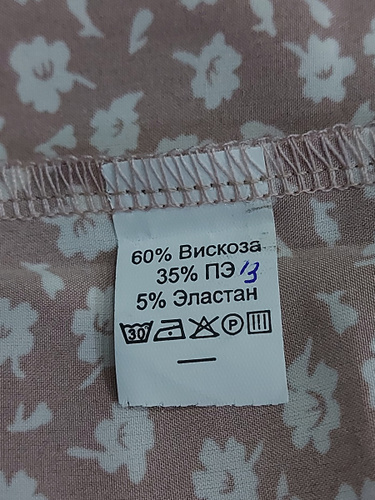 60% Вискоза
35% ПЭ 13
5% Эластан
30 P